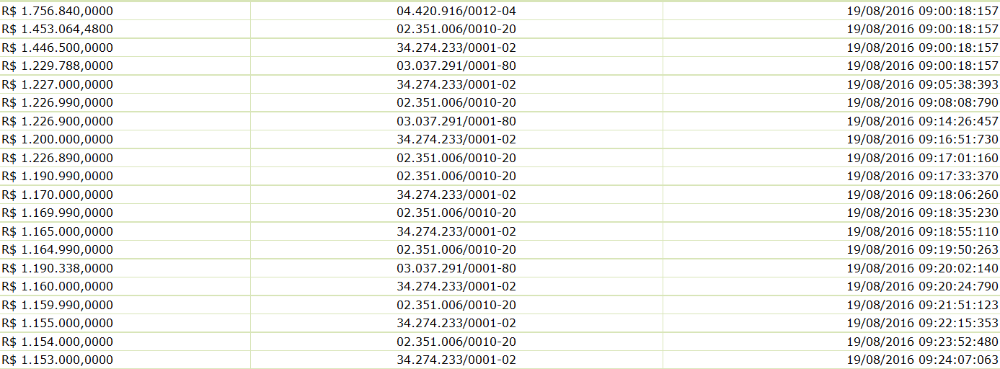 R$ 1.756.840,0000 04.420.916/0012-04 19/08/2016 09:00:18:157
R$ 1.453.064,4800 02.351.006/0010-20 19/08/2016 09:00:18:157
R$ 1.446.500,0000 34.274.233/0001-02 19/08/2016 09:00:18:157
R$ 1.229.788,0000 03.037.291/0001-80 19/08/2016 09:00:18:157
R$ 1.227.000,0000 34.274.233/0001-02 19/08/2016 09:05:38:393
R$ 1.226.990,0000 02.351.006/0010-20 19/08/2016 09:08:08:790
R$ 1.226.900,0000 03.037.291/0001-80 19/08/2016 09:14:26:457
R$ 1.200.000,0000 34.274.233/0001-02 19/08/2016 09:16:51:730
R$ 1.226.890,0000 02.351.006/0010-20 19/08/2016 09:17:01:160
R$ 1.190.990,0000 02.351.006/0010-20 19/08/2016 09:17:33:370
R$ 1.170.000,0000 34.274.233/0001-02 19/08/2016 09:18:06:260
R$ 1.169.990,0000 02.351.006/0010-20 19/08/2016 09:18:35:230
R$ 1.165.000,0000 34.274.233/0001-02 19/08/2016 09:18:55:110
R$ 1.164.990,0000 02.351.006/0010-20 19/08/2016 09:19:50:263
R$ 1.190.338,0000 03.037.291/0001-80 19/08/2016 09:20:02:140
R$ 1.160.000,0000 34.274.233/0001-02 19/08/2016 09:20:24:790
R$ 1.159.990,0000 02.351.006/0010-20 19/08/2016 09:21:51:123
R$ 1.155.000,0000 34.274.233/0001-02 19/08/2016 09:22:15:353
R$ 1.154.000,0000 02.351.006/0010-20 19/08/2016 09:23:52:480
R$ 1.153.000,0000 34.274.233/0001-02 19/08/2016 09:24:07:063